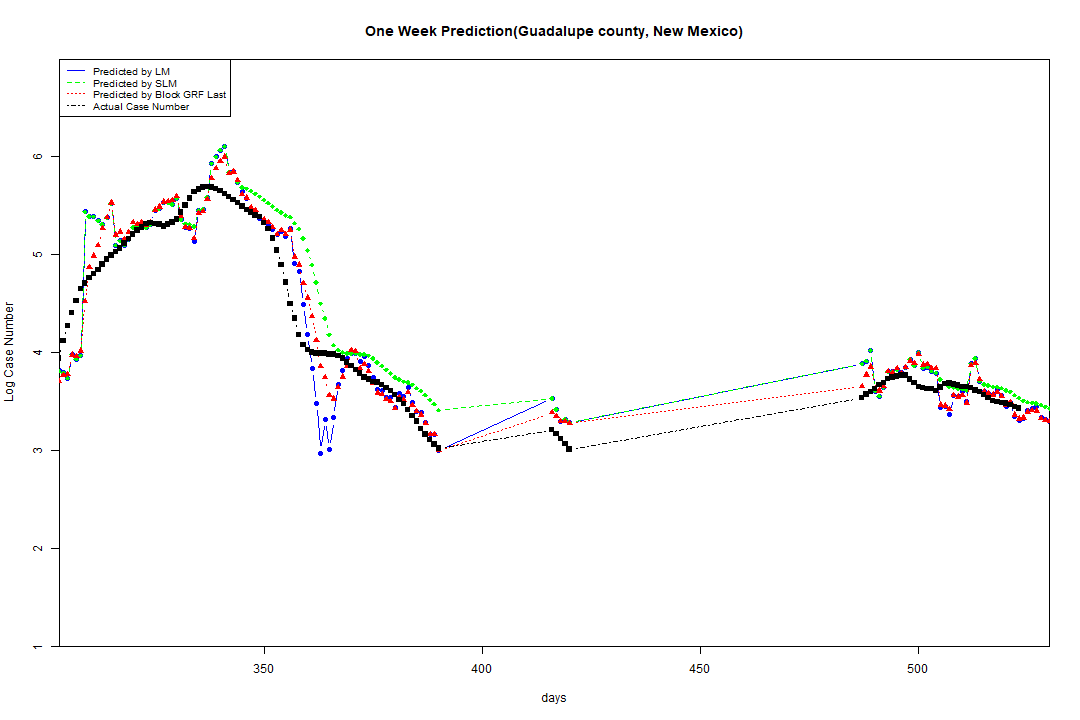 One Week Prediction(Guadalupe county, New Mexico)
Predicted by LM
Predicted by SLM
Predicted by Block GRF Last
Actual Case Number
6
5
4
3
2
1
Log Case Number
350
400
450
500
days